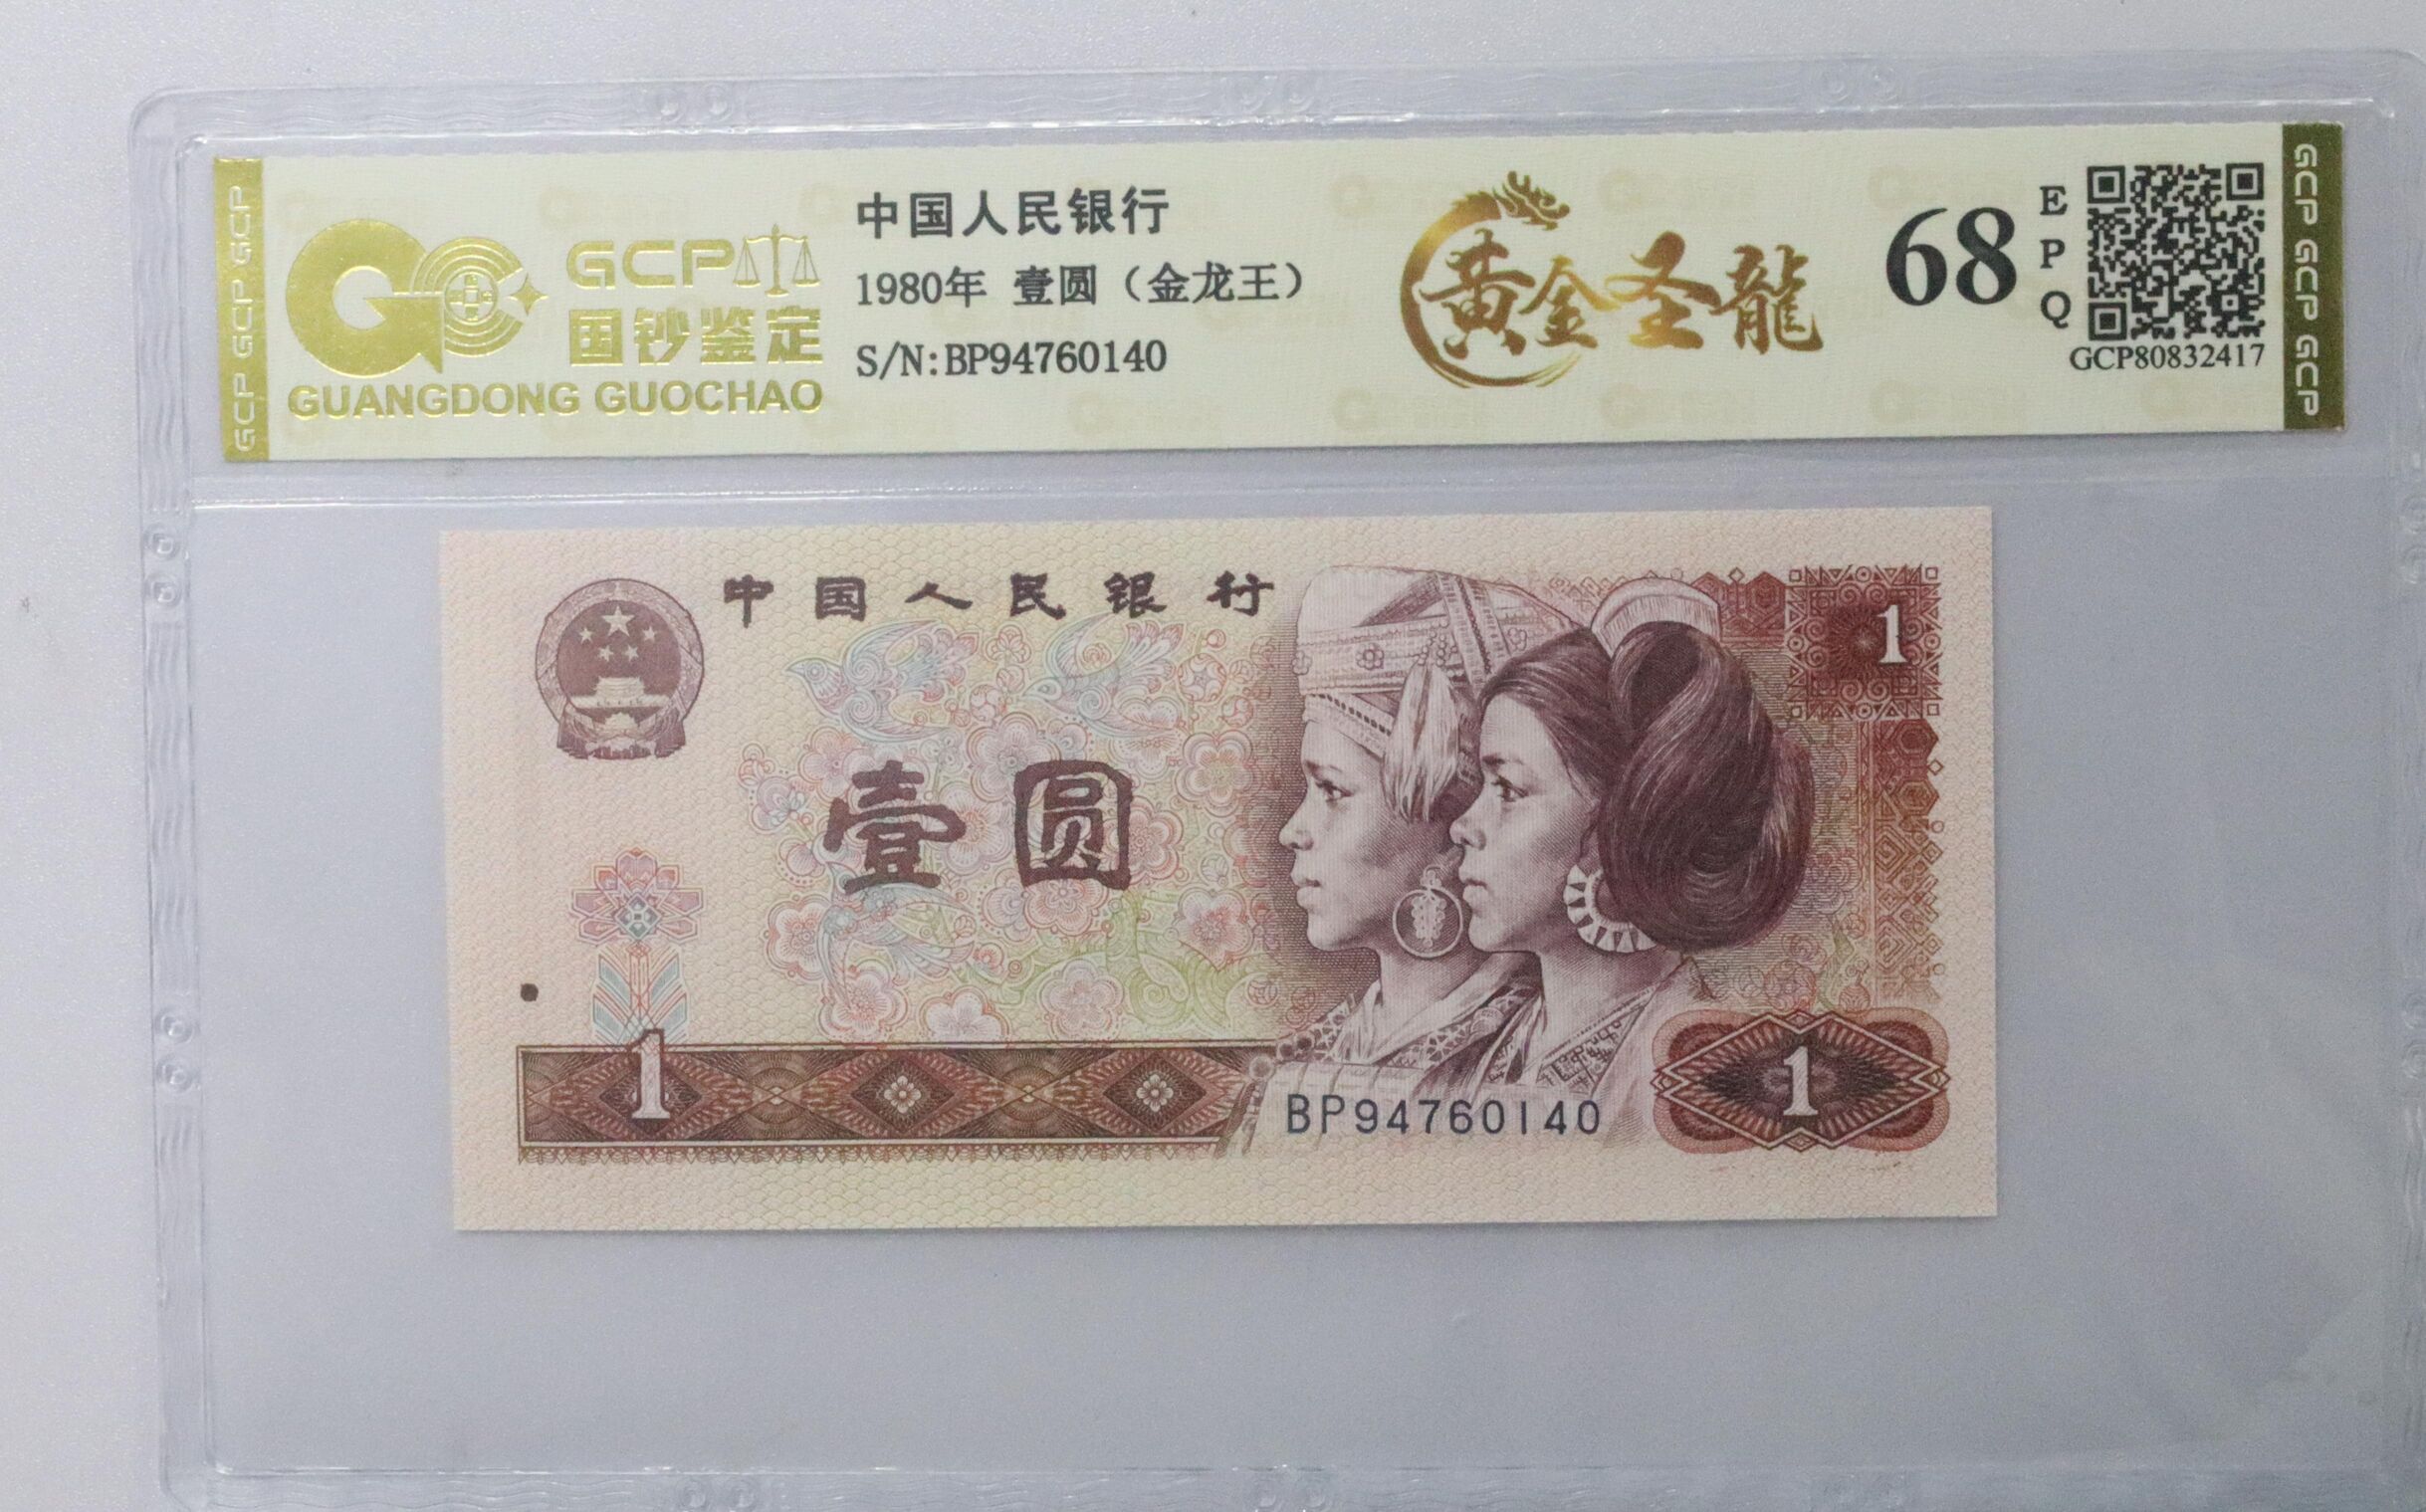 GCP GCP GCP
GCP
国钞鉴定
GUANGDONG GUOCHAO
中国人民银行
1980年 壹圆（金龙王）
S/N:BP94760140
黄金圣龍
68
EPQ
GCP80832417
GCP GCP GCP
中国人民银行
1
壹圆
1
BP94760140
1